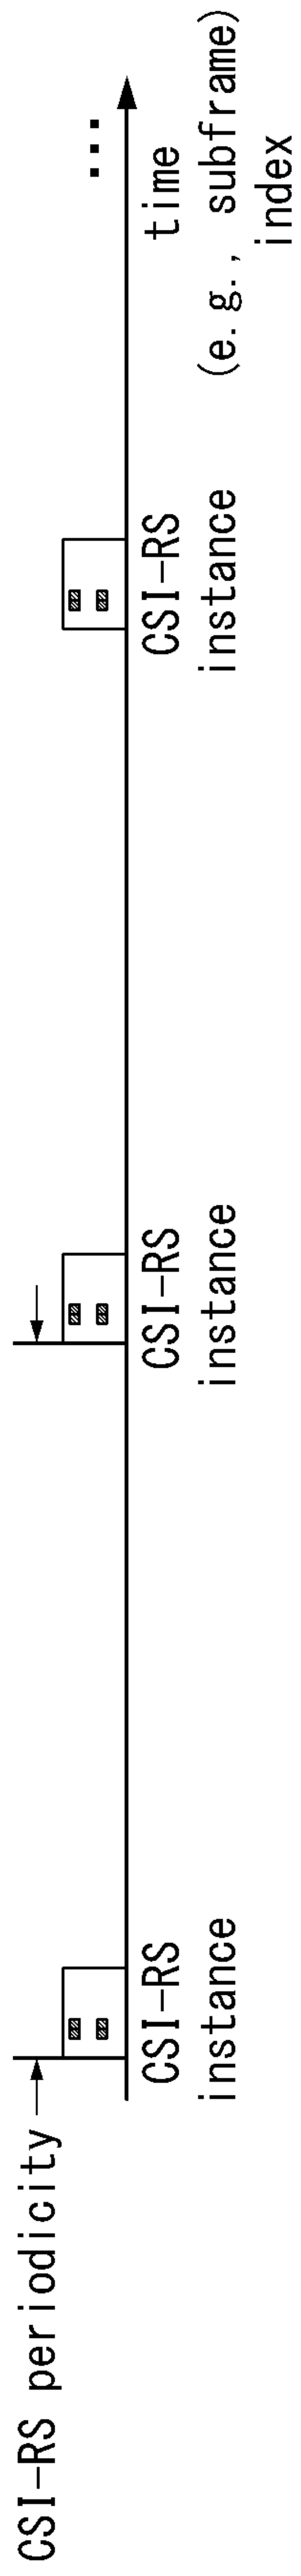 CSI-RS periodicity
CSI-RS
instance
CSI-RS
instance
CSI-RS
instance
time
(e.g., subframe)
index